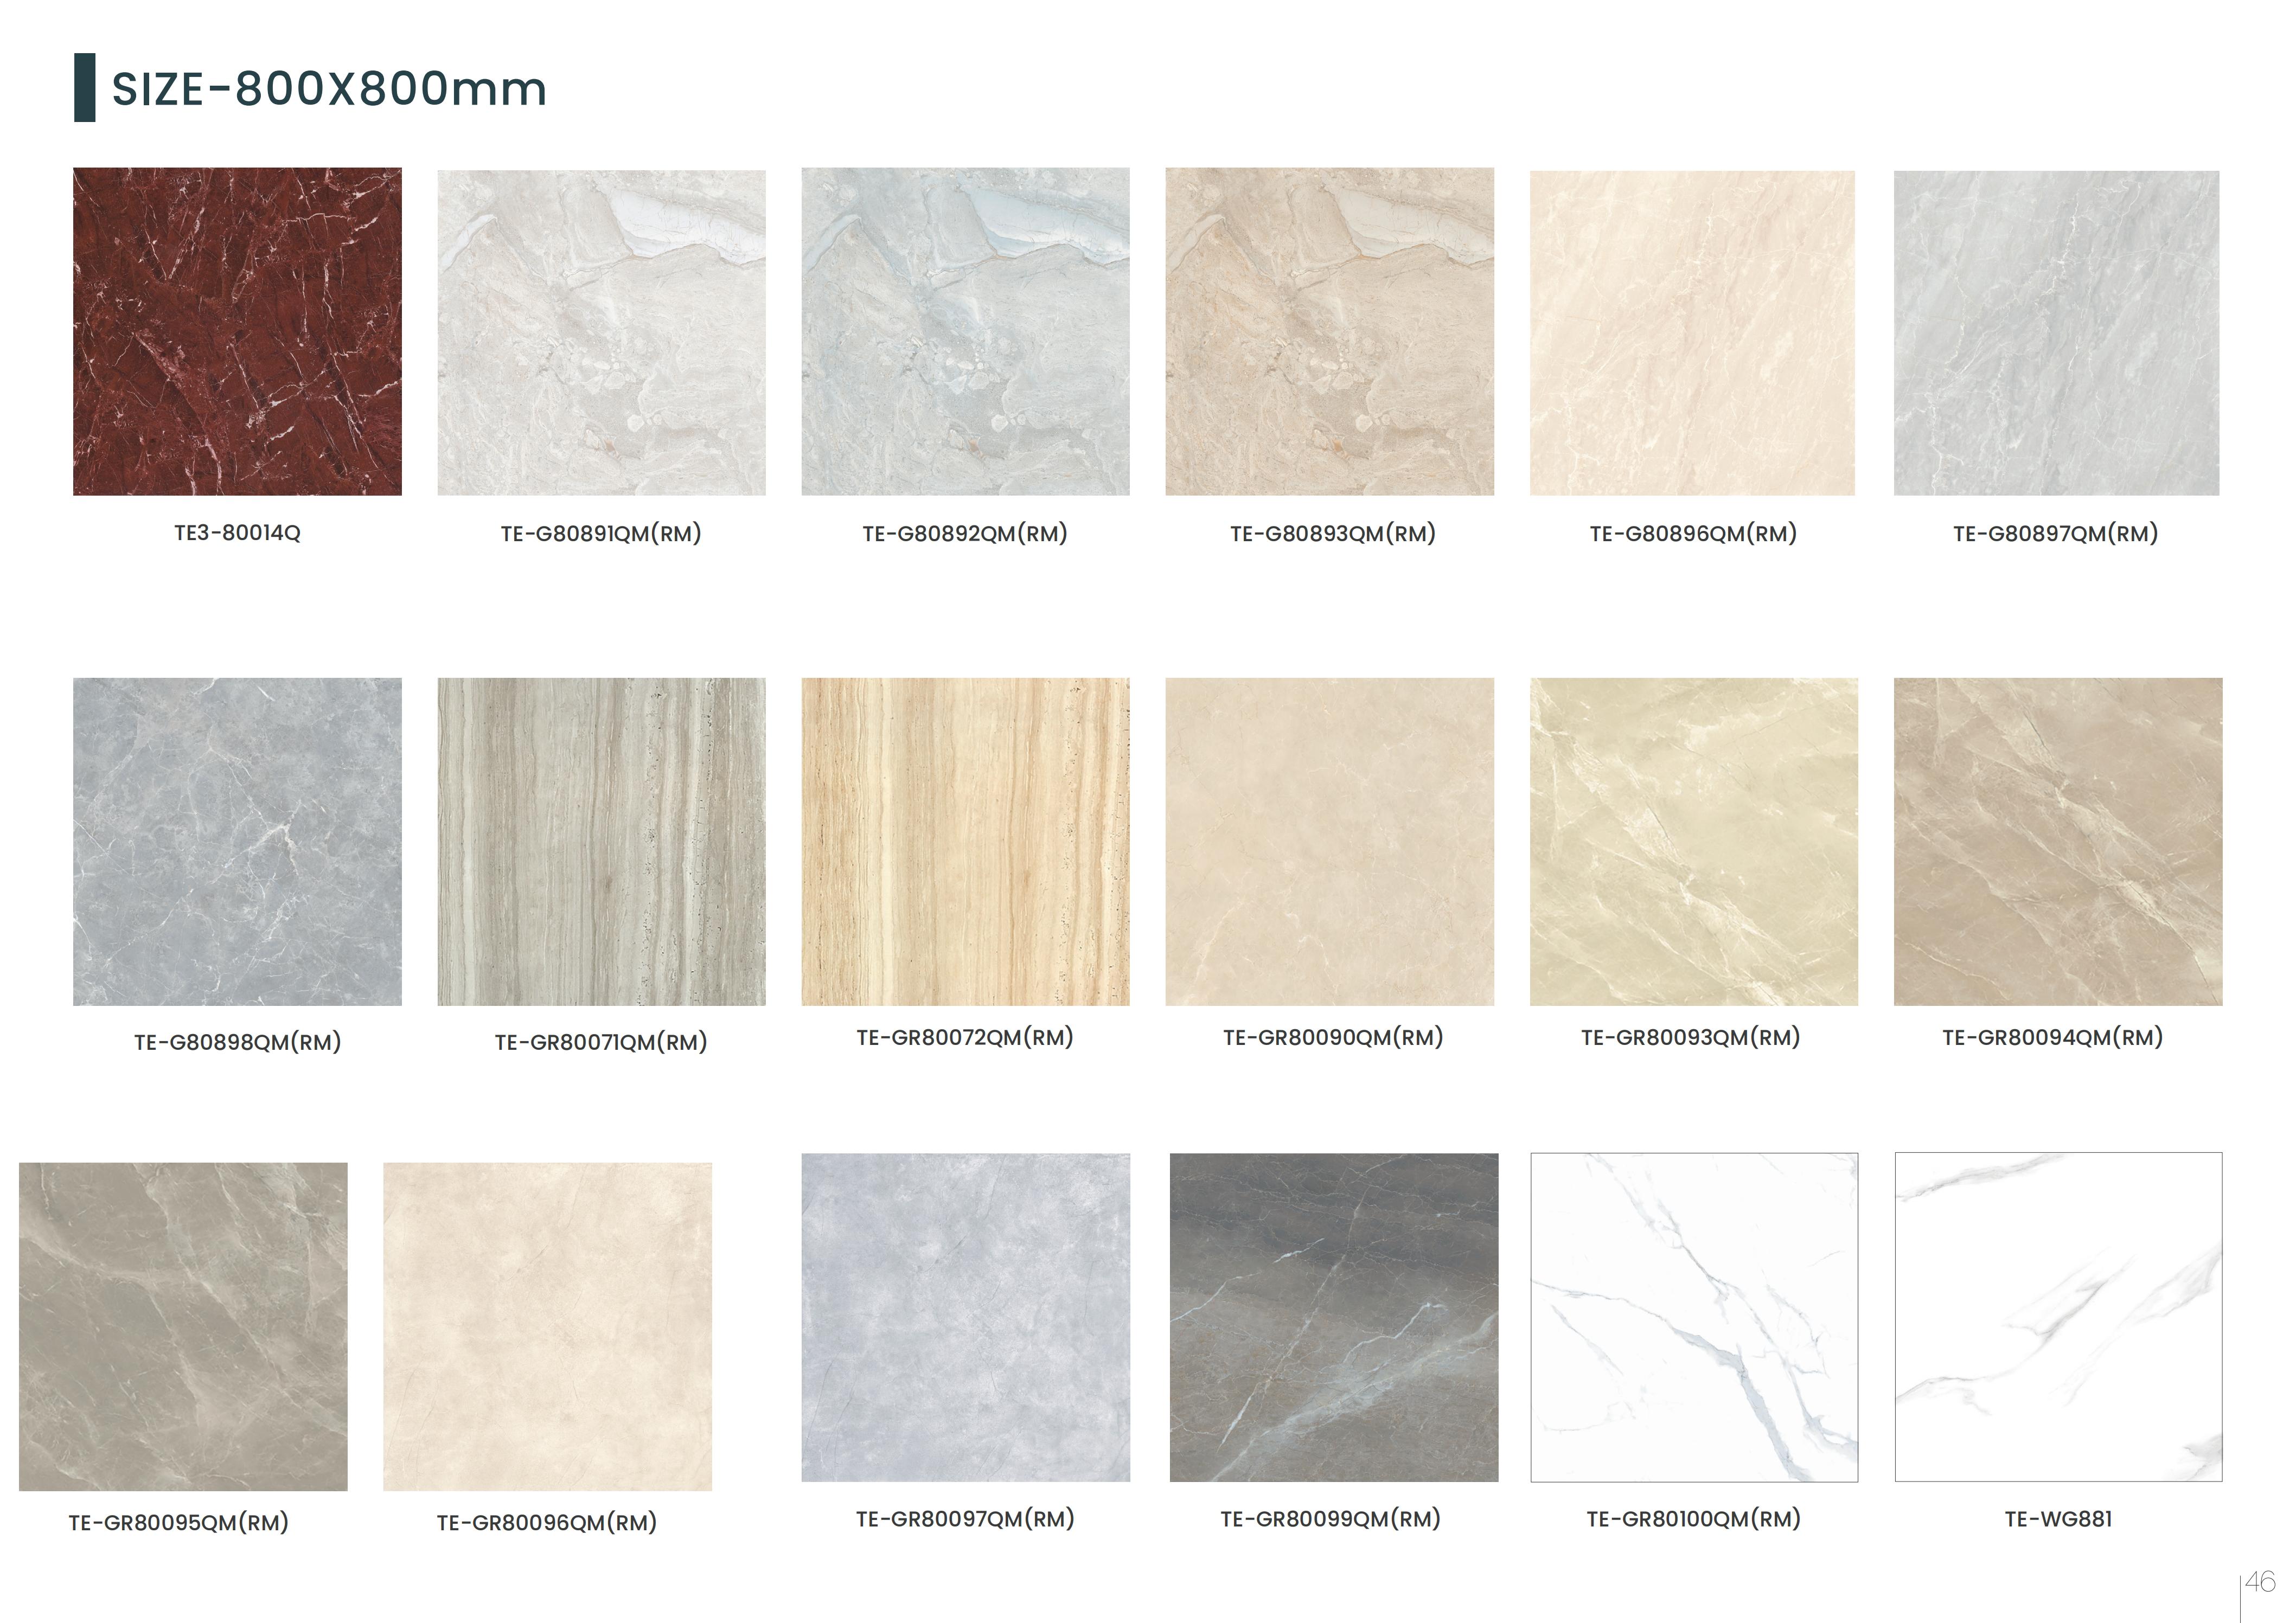 SIZE-800X800mm
TE3-80014Q
TE-G80891QM(RM)
TE-G80892QM(RM)
TE-G80893QM(RM)
TE-G80896QM(RM)
TE-G80897QM(RM)
TE-G80898QM(RM)
TE-GR80071QM(RM)
TE-GR80072QM(RM)
TE-GR80090QM(RM)
TE-GR80093QM(RM)
TE-GR80094QM(RM)
TE-GR80095QM(RM)
TE-GR80096QM(RM)
TE-GR80097QM(RM)
TE-GR80099QM(RM)
TE-GR80100QM(RM)
TE-WG881
46